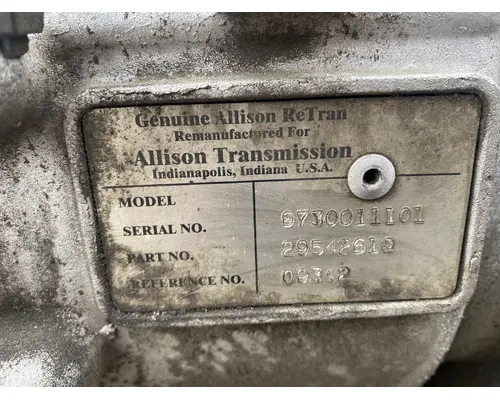 Genuine Allison ReTran
Remanufactured For
Allison Transmission
Indianapolis, Indiana U.S.A.
MODEL
SERIAL NO. 9730011101
PART NO. 29542610
REFERENCE NO. 09342